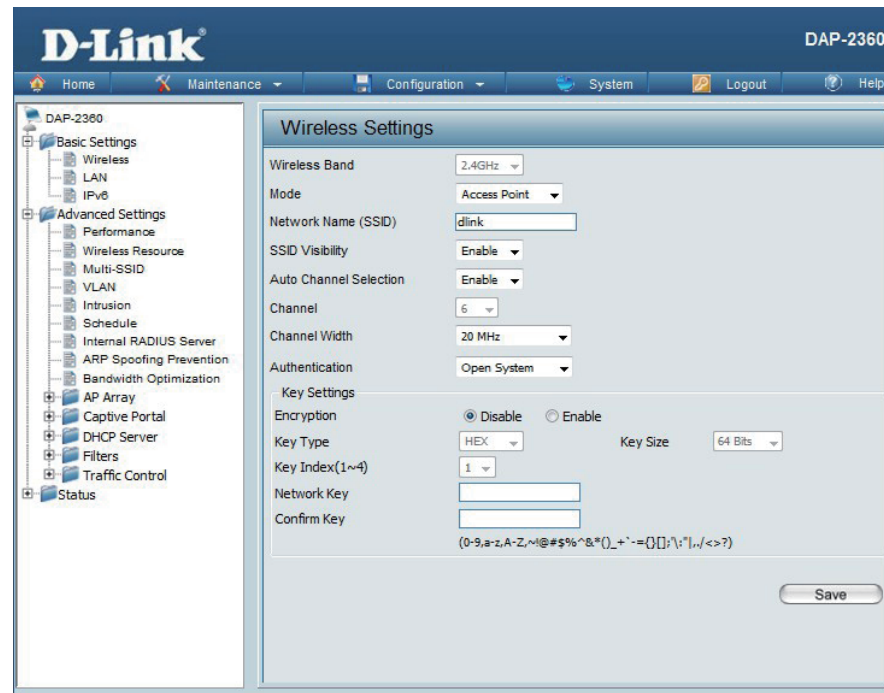 D-Link®
DAP-2360
Home Maintenance Configuration System Logout Help
DAP-2360
Basic Settings
Wireless
LAN
IPv6
Advanced Settings
Performance
Wireless Resource
Multi-SSID
VLAN
Intrusion
Schedule
Internal RADIUS Server
ARP Spoofing Prevention
Bandwidth Optimization
AP Array
Captive Portal
DHCP Server
Filters
Traffic Control
Status
Wireless Settings
Wireless Band 2.4GHz
Mode Access Point
Network Name (SSID) dlink
SSID Visibility Enable
Auto Channel Selection Enable
Channel 6
Channel Width 20 MHz
Authentication Open System
Key Settings
Encryption Disable Enable
Key Type HEX Key Size 64 Bits
Key Index(1~4) 1
Network Key
Confirm Key
(0-9,a-z,A-Z,~!@#$%^&*()_+`-={}[];'\:"|,./<>?)
Save